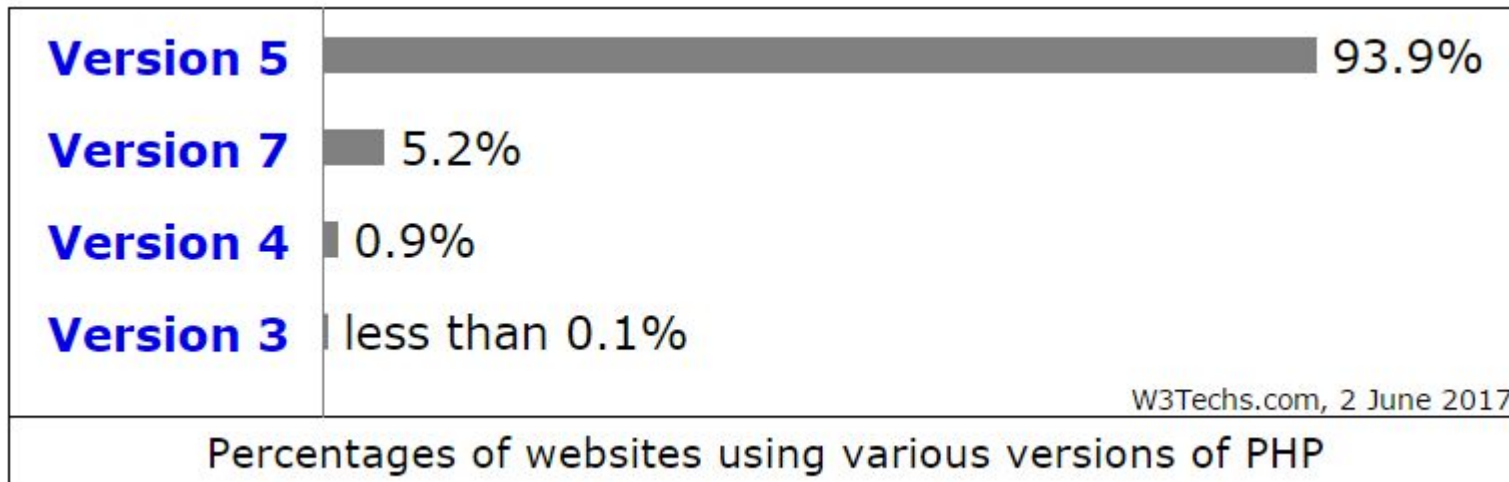 Version 5 93.9%
Version 7 5.2%
Version 4 0.9%
Version 3 less than 0.1%
W3Techs.com, 2 June 2017
Percentages of websites using various versions of PHP